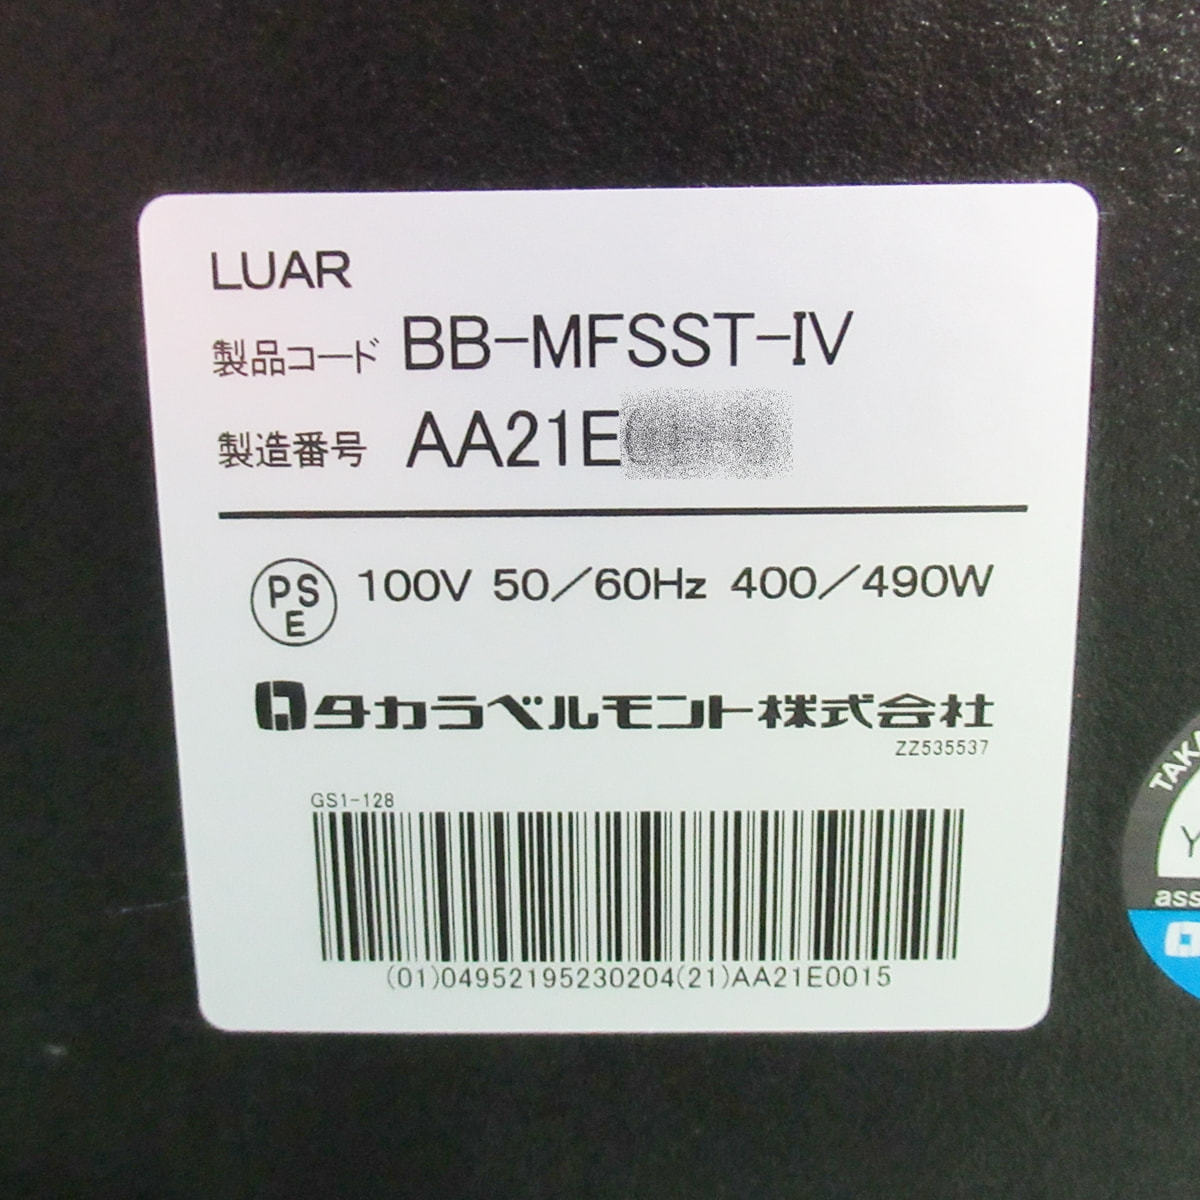 LUAR
製品コード BB-MFSST-IV
製造番号 AA21E
PSE 100V 50/60Hz 400/490W
タカラベルモント株式会社
ZZ535537
GS1-128
(01)04952195230204(21)AA21E0015